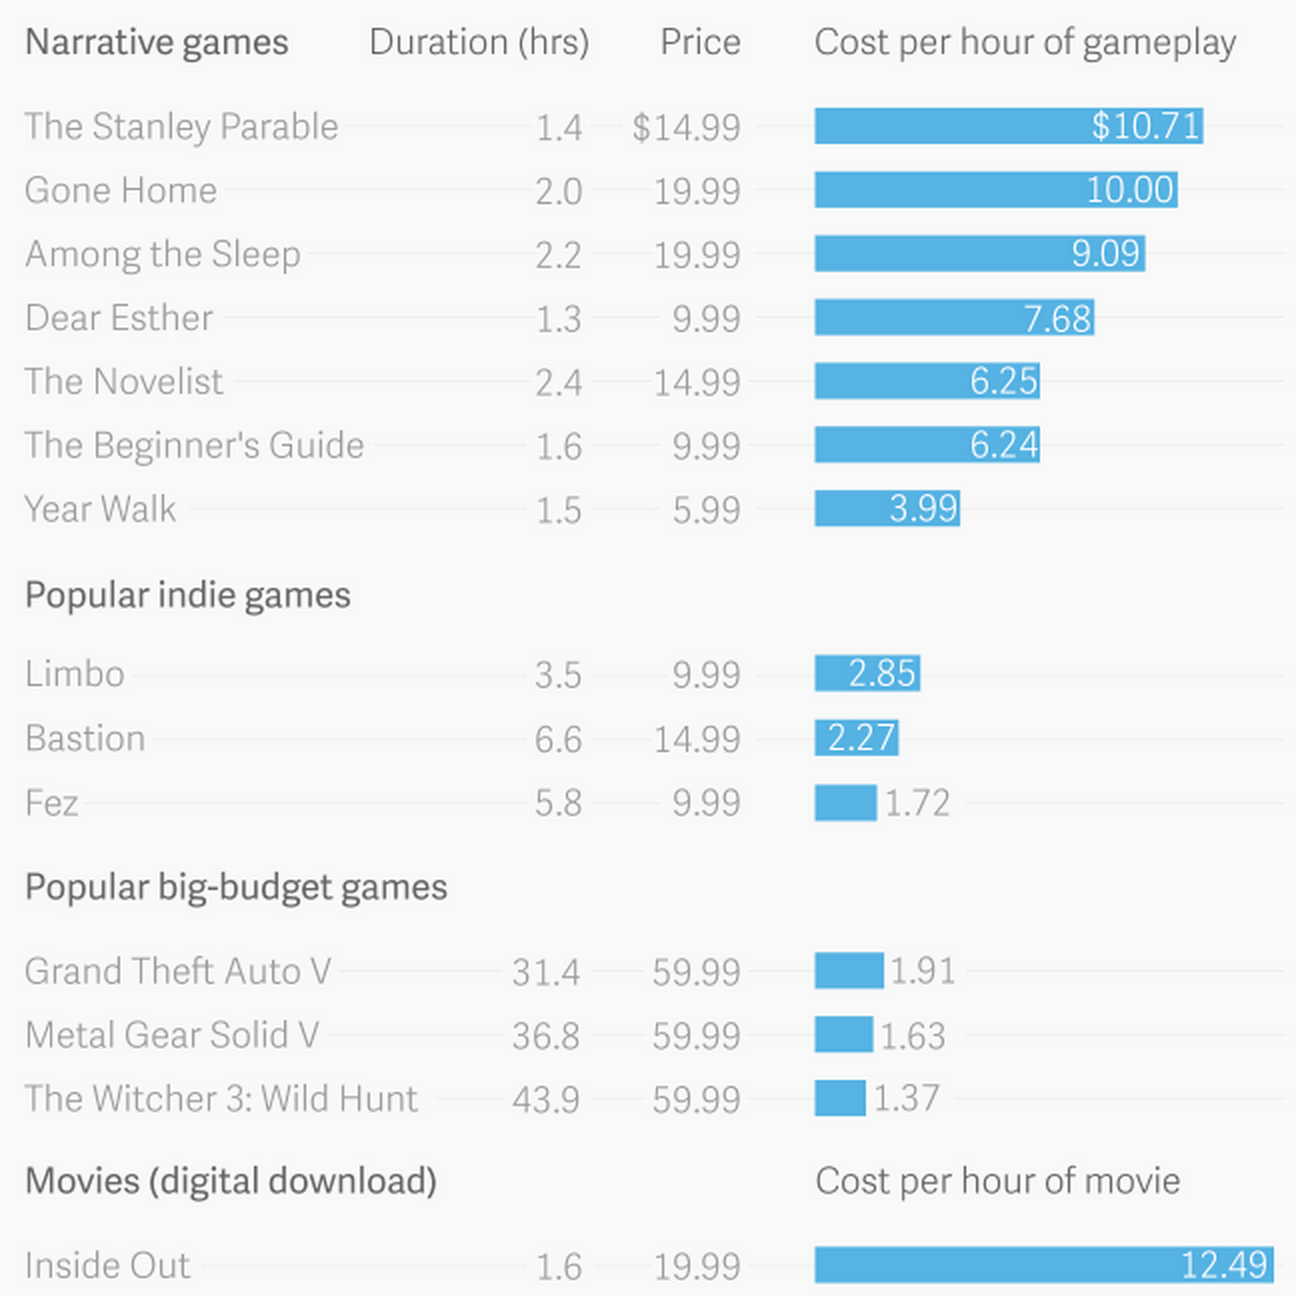 Narrative games Duration (hrs) Price Cost per hour of gameplay
The Stanley Parable 1.4 $14.99 $10.71
Gone Home 2.0 19.99 10.00
Among the Sleep 2.2 19.99 9.09
Dear Esther 1.3 9.99 7.68
The Novelist 2.4 14.99 6.25
The Beginner's Guide 1.6 9.99 6.24
Year Walk 1.5 5.99 3.99
Popular indie games
Limbo 3.5 9.99 2.85
Bastion 6.6 14.99 2.27
Fez 5.8 9.99 1.72
Popular big-budget games
Grand Theft Auto V 31.4 59.99 1.91
Metal Gear Solid V 36.8 59.99 1.63
The Witcher 3: Wild Hunt 43.9 59.99 1.37
Movies (digital download) Cost per hour of movie
Inside Out 1.6 19.99 12.49